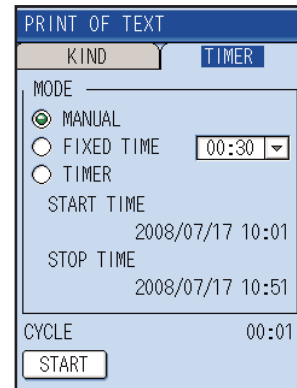 PRINT OF TEXT
KIND TIMER
MODE
MANUAL
FIXED TIME 00:30
TIMER
START TIME
2008/07/17 10:01
STOP TIME
2008/07/17 10:51
CYCLE 00:01
START